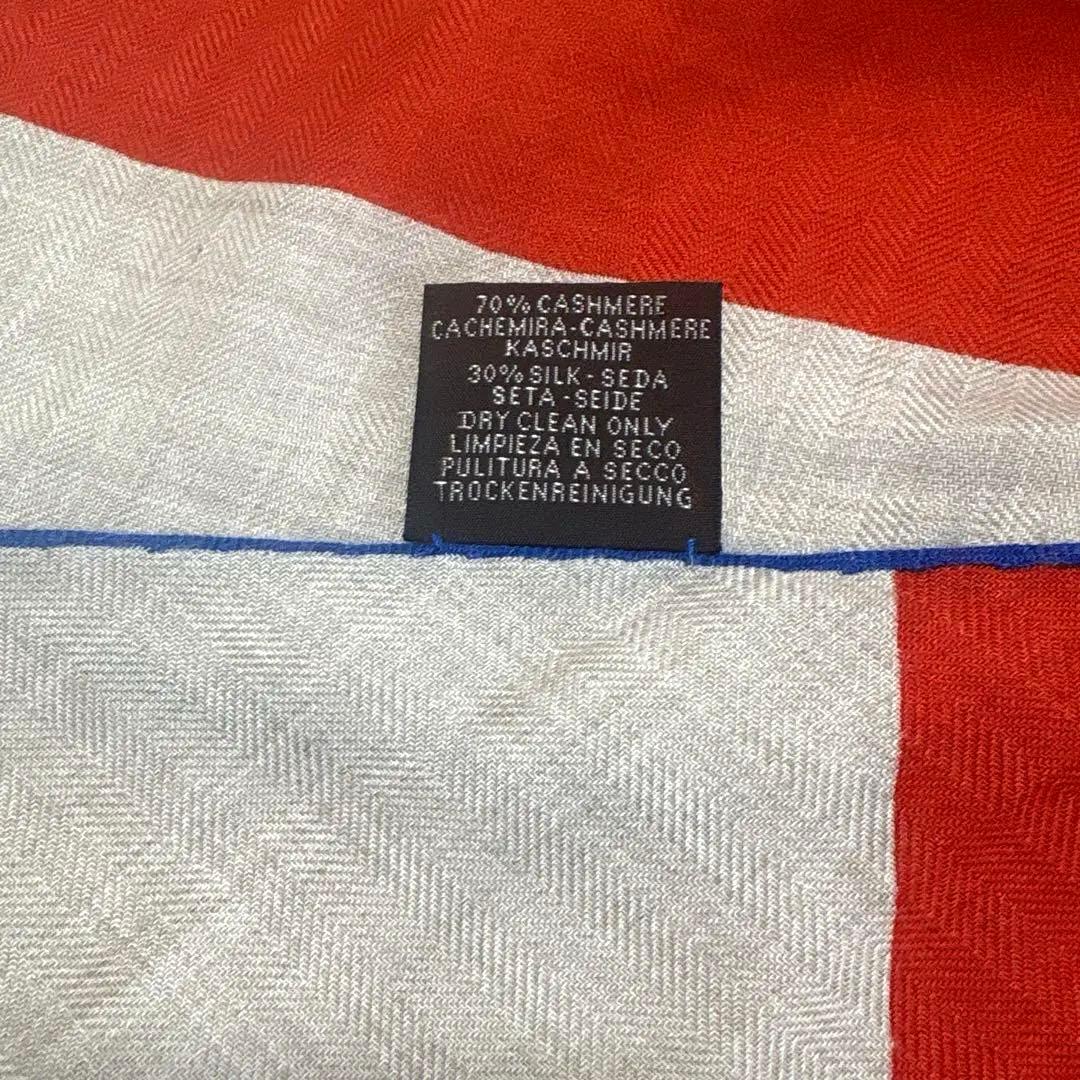 70% CASHMERE
CACHEMIRA-CASHMERE
KASCHMIR
30% SILK-SEDA
SETA-SEIDE
DRY CLEAN ONLY
LIMPIEZA EN SECO
PULITURA A SECCO
TROCKENREINIGUNG